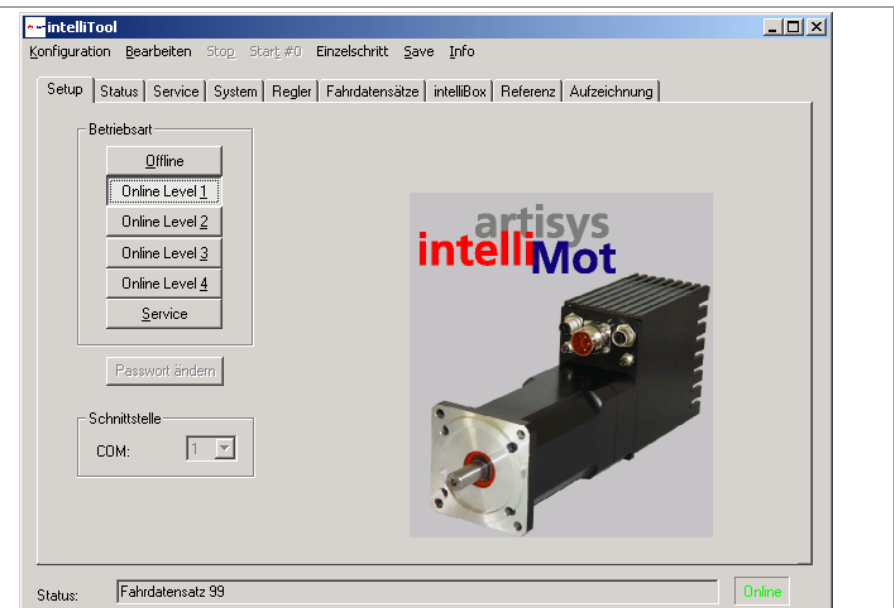 intelliTool
Konfiguration Bearbeiten Stop Start #0 Einzelschritt Save Info
Setup Status Service System Regler Fahrdatensätze intelliBox Referenz Aufzeichnung
Betriebsart
Offline
Online Level 1
Online Level 2
Online Level 3
Online Level 4
Service
Passwort ändern
Schnittstelle
COM: 1
artisys
intelliMot
Status: Fahrdatensatz 99 Online